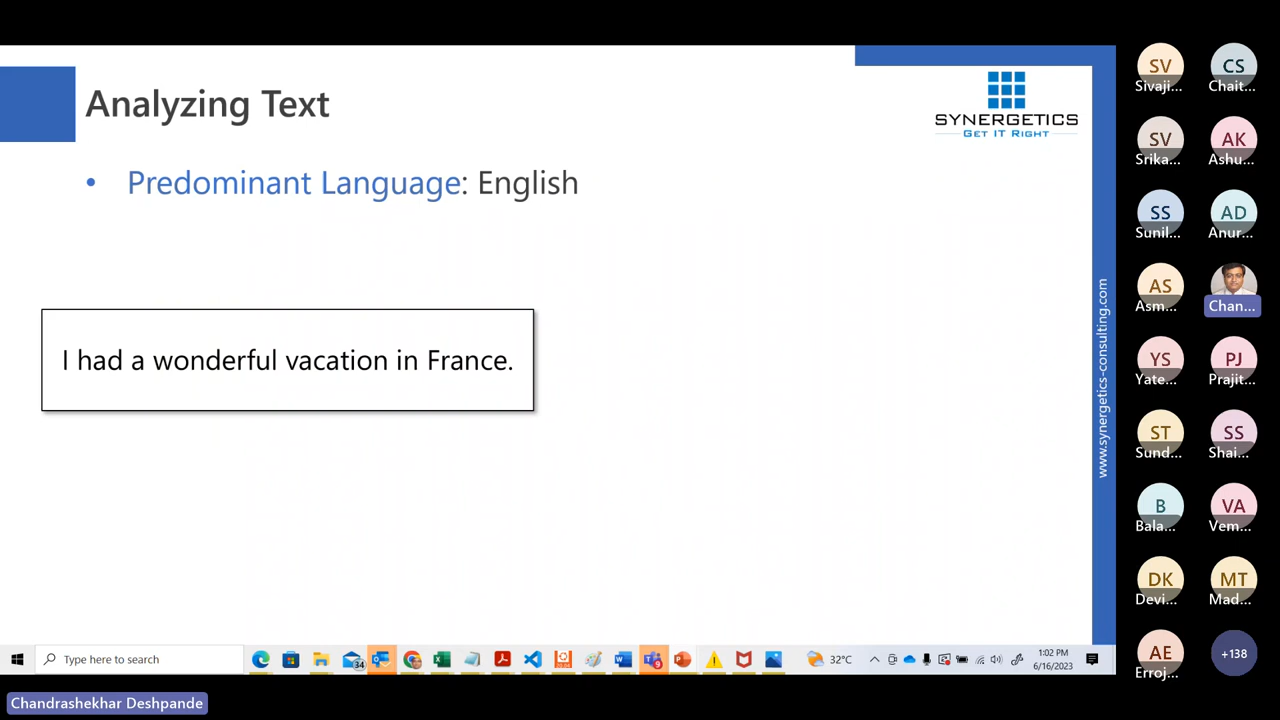 Analyzing Text
SYNERGETICS
GET IT RIGHT
• Predominant Language: English
I had a wonderful vacation in France.
www.synergetics-consulting.com
SV
Sivaji...
CS
Chait...
SV
Srika...
AK
Ashu...
SS
Sunil...
AD
Anur...
AS
Asm...
Chan...
YS
Yate...
PJ
Prajit...
ST
Sund...
SS
Shai...
B
Bala...
VA
Vem...
DK
Devi...
MT
Mad...
AE
Erroj...
+138
Type here to search
34
32°C
1:02 PM
6/16/2023
Chandrashekhar Deshpande